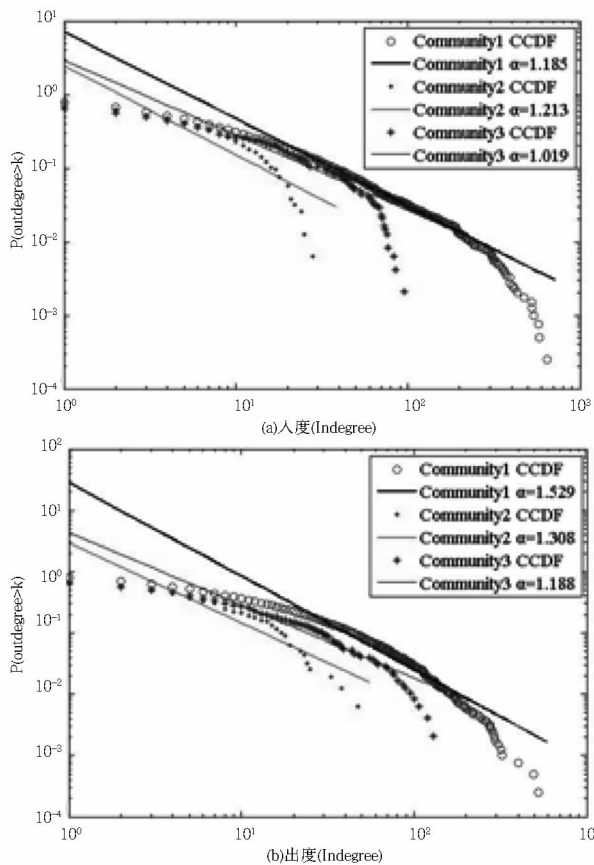 10¹
10⁰
10⁻¹
10⁻²
10⁻³
10⁻⁴
P(outdegree>k)
Community1 CCDF
Community1 α=1.185
Community2 CCDF
Community2 α=1.213
Community3 CCDF
Community3 α=1.019
10⁰ 10¹ 10² 10³
(a)人度(Indegree)
10²
10¹
10⁰
10⁻¹
10⁻²
10⁻³
10⁻⁴
P(outdegree>k)
Community1 CCDF
Community1 α=1.529
Community2 CCDF
Community2 α=1.308
Community3 CCDF
Community3 α=1.188
10⁰ 10¹ 10² 10³
(b)出度(Indegree)